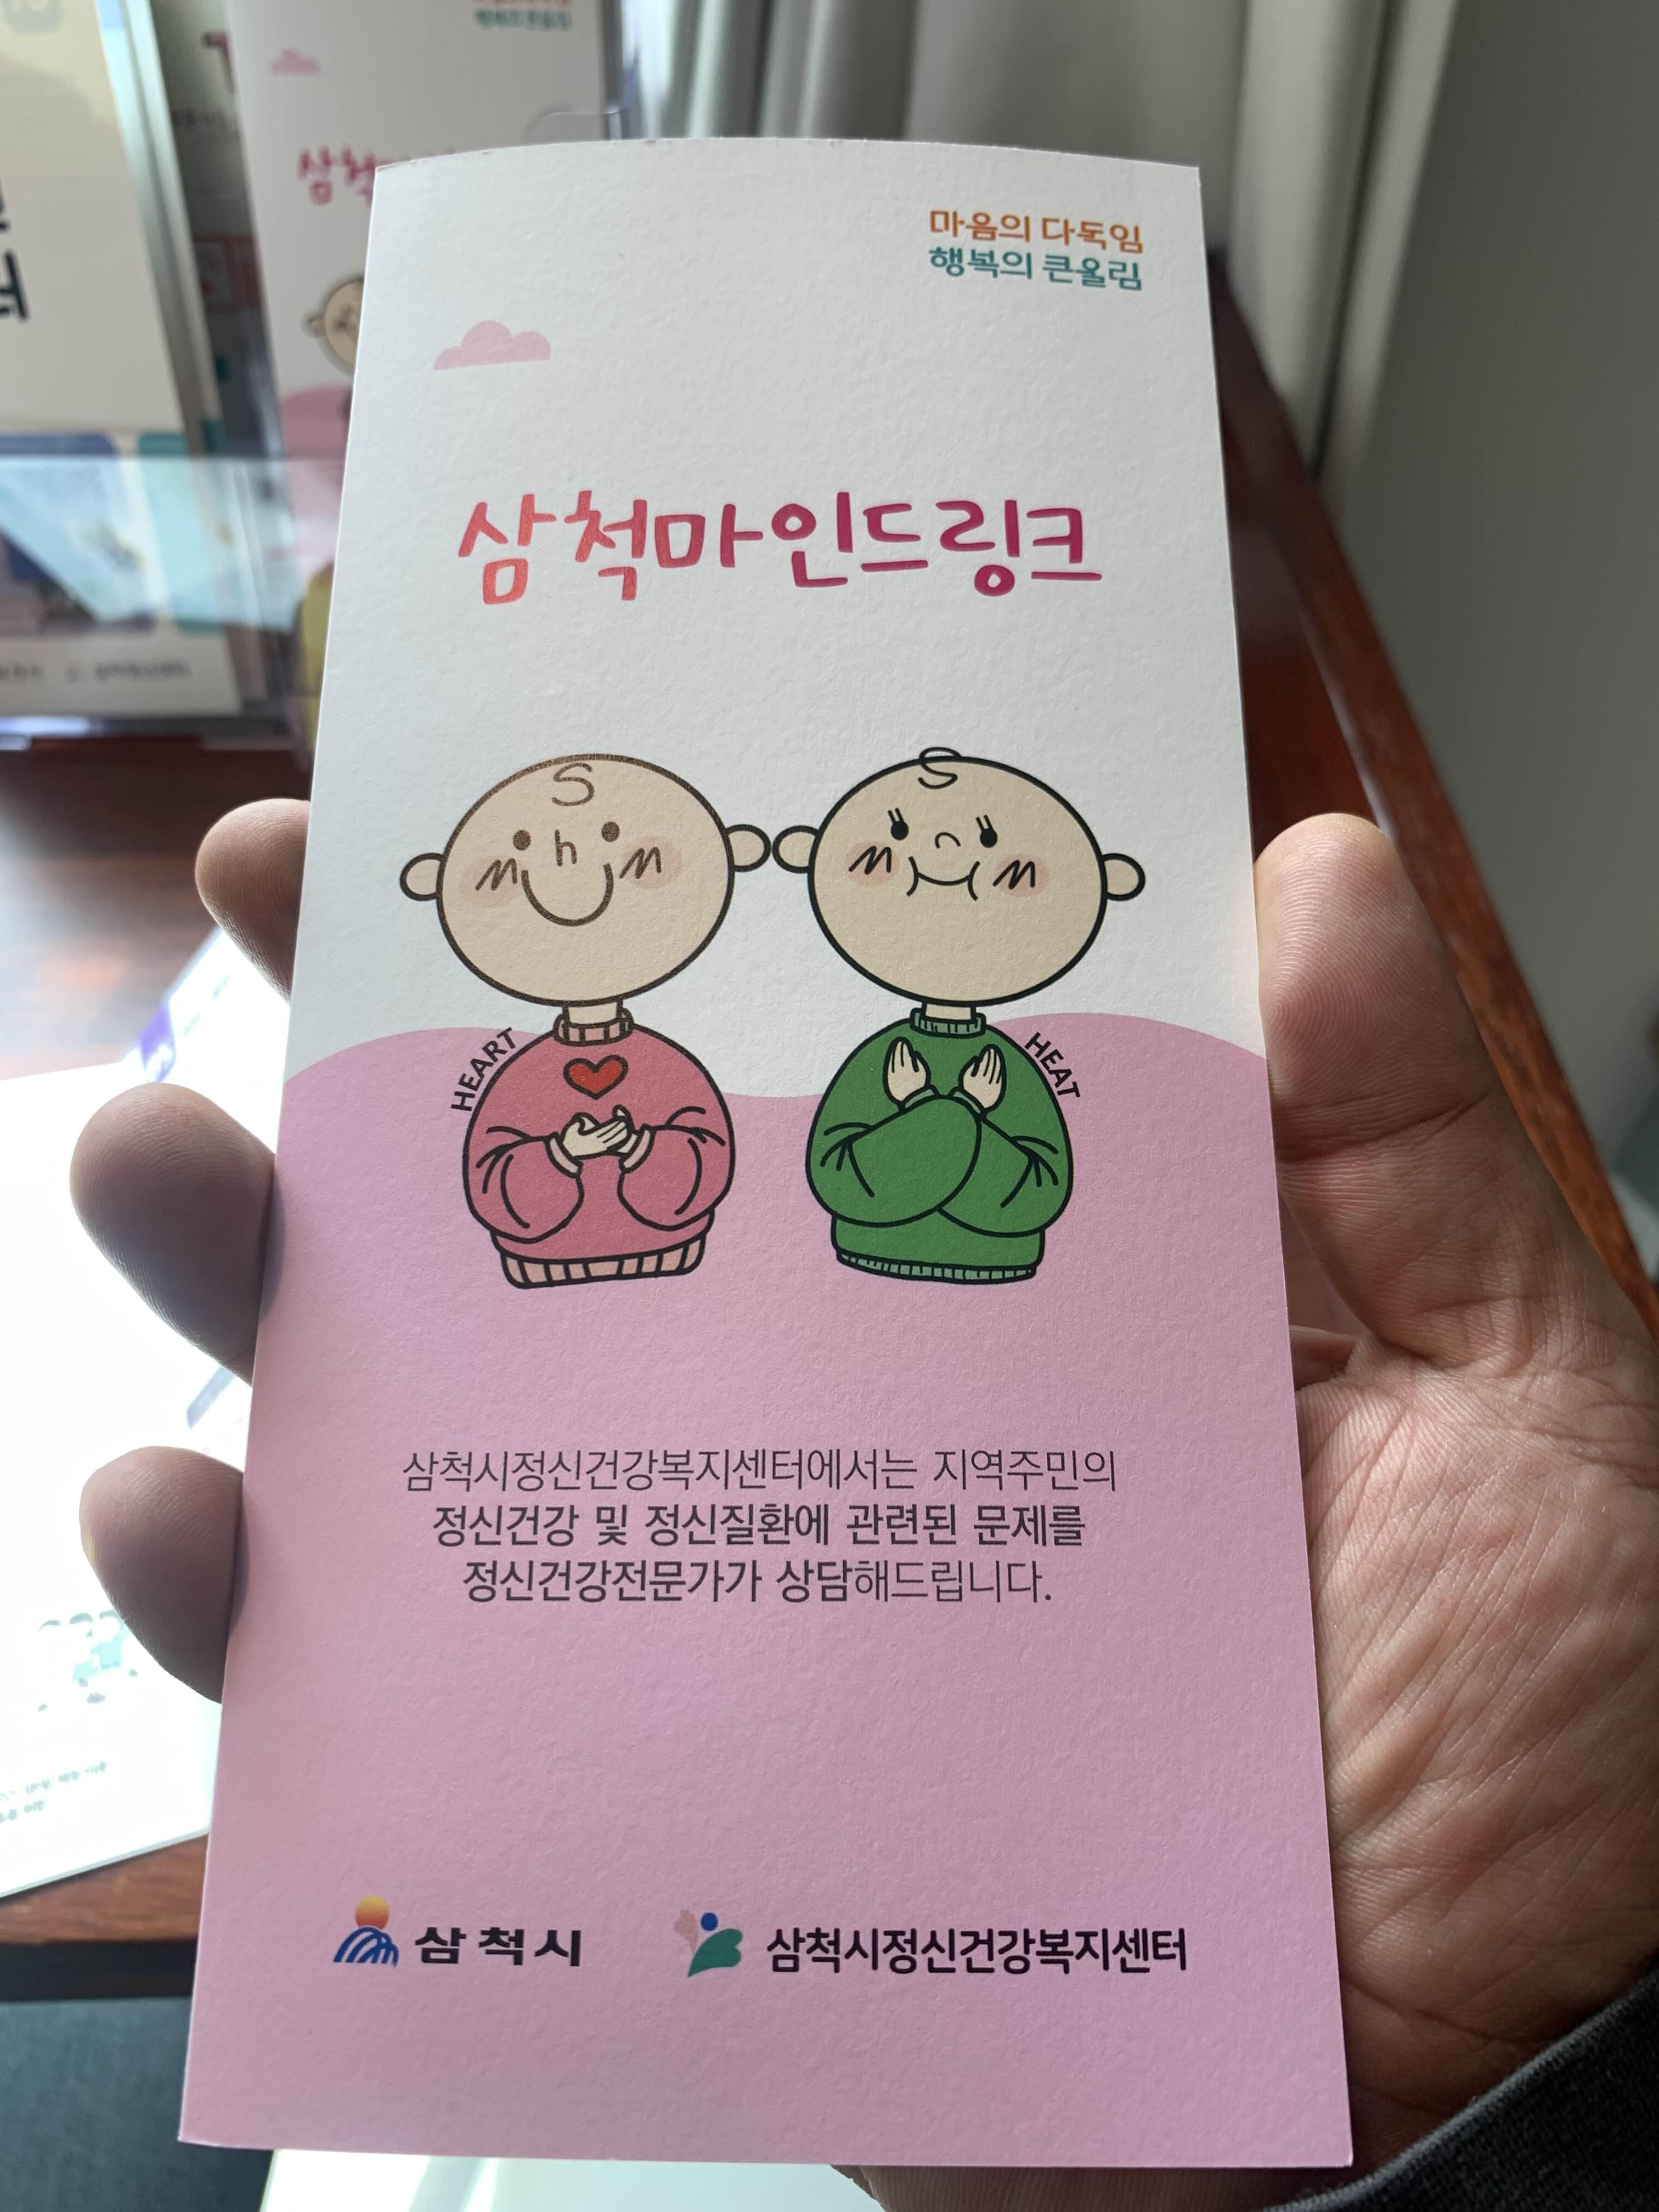 마음의 다독임
행복의 큰울림
삼척마인드링크
HEART
HEAT
삼척시정신건강복지센터에서는 지역주민의
정신건강 및 정신질환에 관련된 문제를
정신건강전문가가 상담해드립니다.
삼척시
삼척시정신건강복지센터